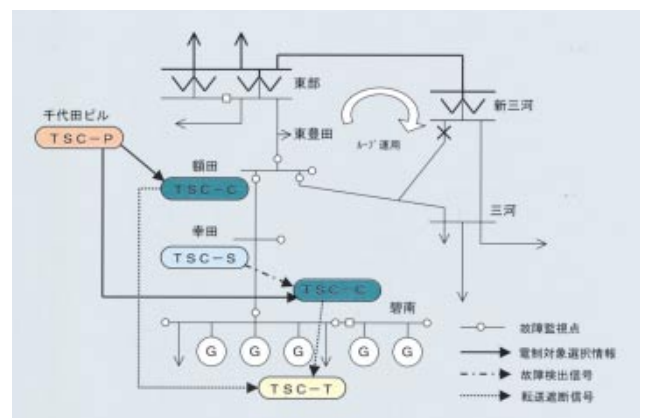 東部
新三河
千代田ビル
TSC-P
東豊田
ループ運用
額田
TSC-C
三河
幸田
TSC-S
TSC-C
碧南
G G G G G
TSC-T
故障監視点
電制対象選択情報
故障検出信号
転送遮断信号